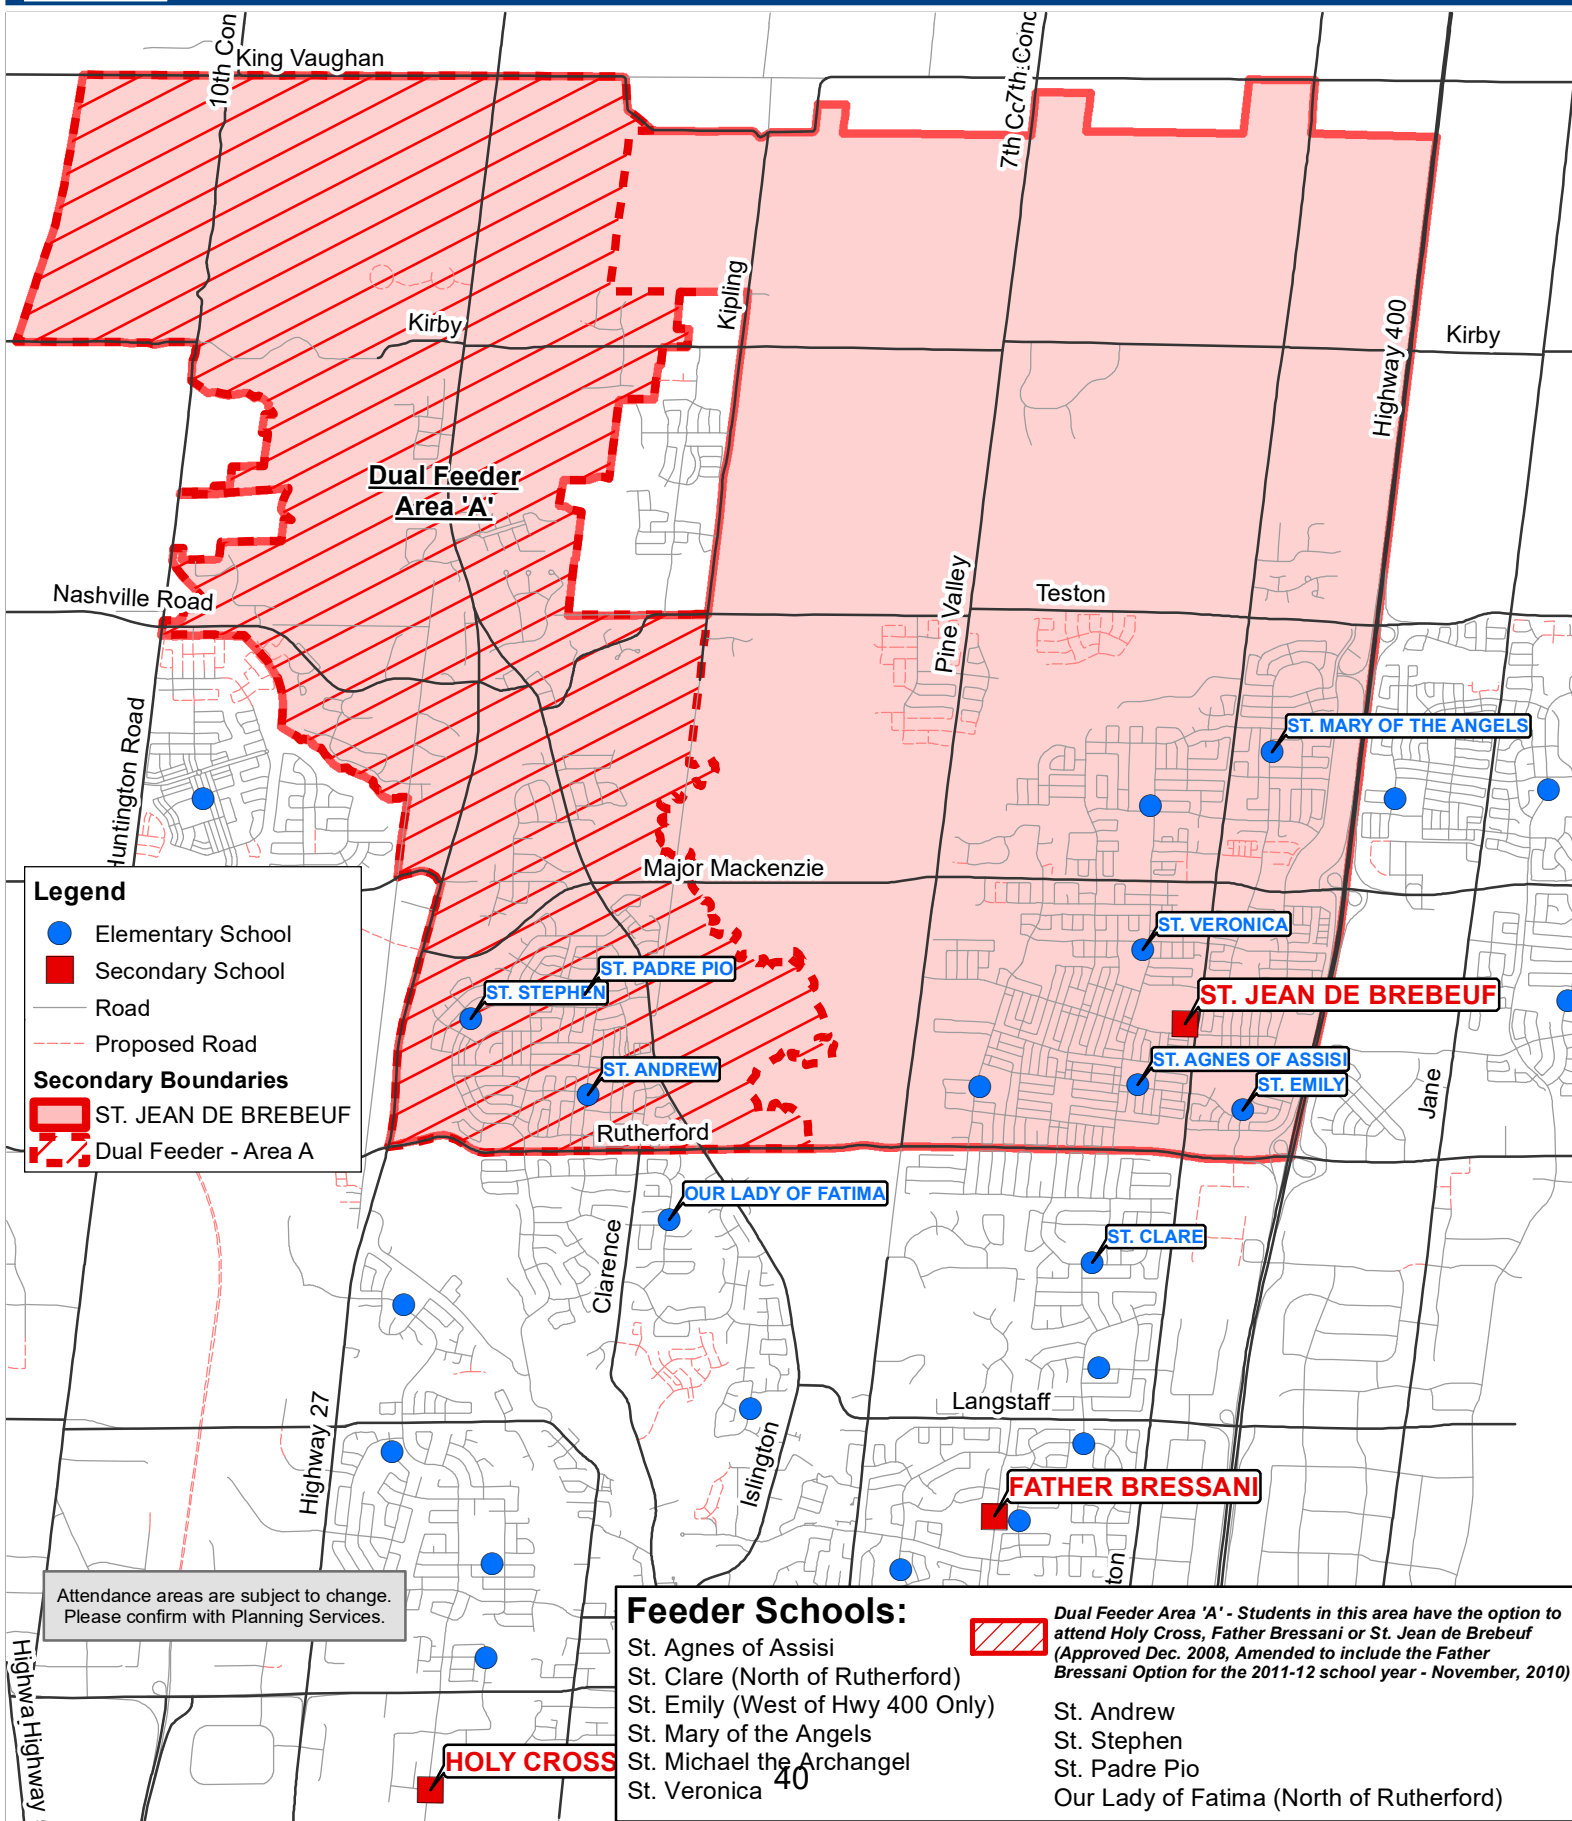 10th Con
King Vaughan
7th Cc7th:Conc
Kipling
Kirby
Highway 400
Kirby
Dual Feeder
Area 'A'
Nashville Road
Teston
Pine Valley
Huntington Road
ST. MARY OF THE ANGELS
Major Mackenzie
Legend
Elementary School
Secondary School
Road
Proposed Road
Secondary Boundaries
ST. JEAN DE BREBEUF
Dual Feeder - Area A
ST. VERONICA
ST. PADRE PIO
ST. STEPHEN
ST. JEAN DE BREBEUF
ST. AGNES OF ASSISI
ST. ANDREW
ST. EMILY
Jane
Rutherford
OUR LADY OF FATIMA
ST. CLARE
Clarence
Langstaff
Highway 27
Islington
FATHER BRESSANI
ton
Attendance areas are subject to change.
Please confirm with Planning Services.
HighwaHighway
HOLY CROSS
Feeder Schools:
St. Agnes of Assisi
St. Clare (North of Rutherford)
St. Emily (West of Hwy 400 Only)
St. Mary of the Angels
St. Michael the Archangel
St. Veronica
40
Dual Feeder Area 'A' - Students in this area have the option to
attend Holy Cross, Father Bressani or St. Jean de Brebeuf
(Approved Dec. 2008, Amended to include the Father
Bressani Option for the 2011-12 school year - November, 2010)
St. Andrew
St. Stephen
St. Padre Pio
Our Lady of Fatima (North of Rutherford)